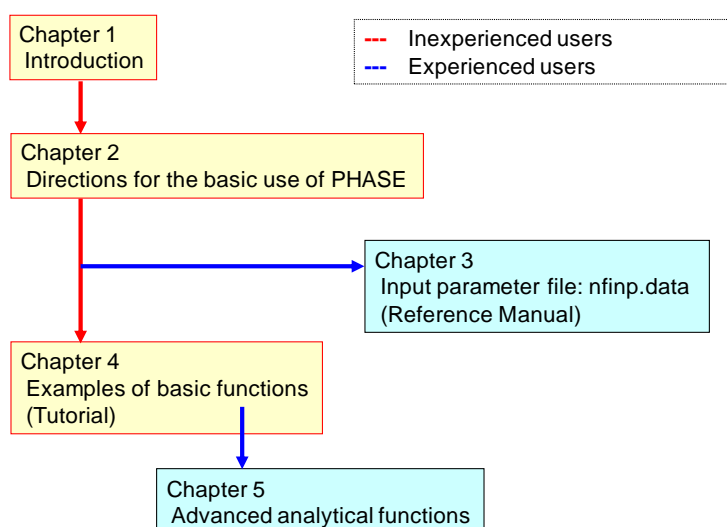 Chapter 1
Introduction
--- Inexperienced users
--- Experienced users
Chapter 2
Directions for the basic use of PHASE
Chapter 3
Input parameter file: nfinp.data
(Reference Manual)
Chapter 4
Examples of basic functions
(Tutorial)
Chapter 5
Advanced analytical functions